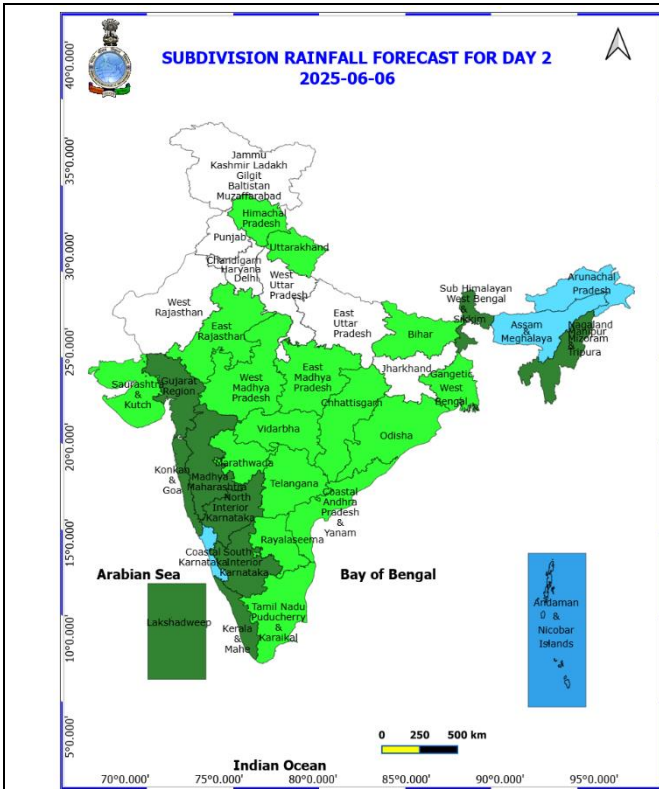 SUBDIVISION RAINFALL FORECAST FOR DAY 2
2025-06-06
40°0.000'
35°0.000'
30°0.000'
25°0.000'
20°0.000'
15°0.000'
10°0.000'
5°0.000'
Jammu
Kashmir Ladakh
Gilgit
Baltistan
Muzaffarabad
Himachal
Pradesh
Punjab
Uttarakhand
Chandigarh
Haryana
Delhi
West
Uttar
Pradesh
West
Rajasthan
East
Uttar
Pradesh
Sub Himalayan
West Bengal
&
Sikkim
Arunachal
Pradesh
Assam
&
Meghalaya
Nagaland
Manipur
Mizoram
&
Tripura
East
Rajasthan
Bihar
Jharkhand
Gangetic
West
Bengal
Saurashtra
&
Kutch
Gujarat
Region
West
Madhya
Pradesh
East
Madhya
Pradesh
Chhattisgarh
Vidarbha
Odisha
Konkan
&
Goa
Marathwada
Madhya
Maharashtra
Telangana
North
Interior
Karnataka
Coastal
Andhra
Pradesh
&
Yanam
Rayalaseema
Coastal
Karnataka
South
Interior
Karnataka
Arabian Sea
Bay of Bengal
Lakshadweep
Kerala
&
Mahe
Tamil Nadu
Puducherry
&
Karaikal
Andaman
&
Nicobar
Islands
0 250 500 km
Indian Ocean
70°0.000' 75°0.000' 80°0.000' 85°0.000' 90°0.000' 95°0.000'